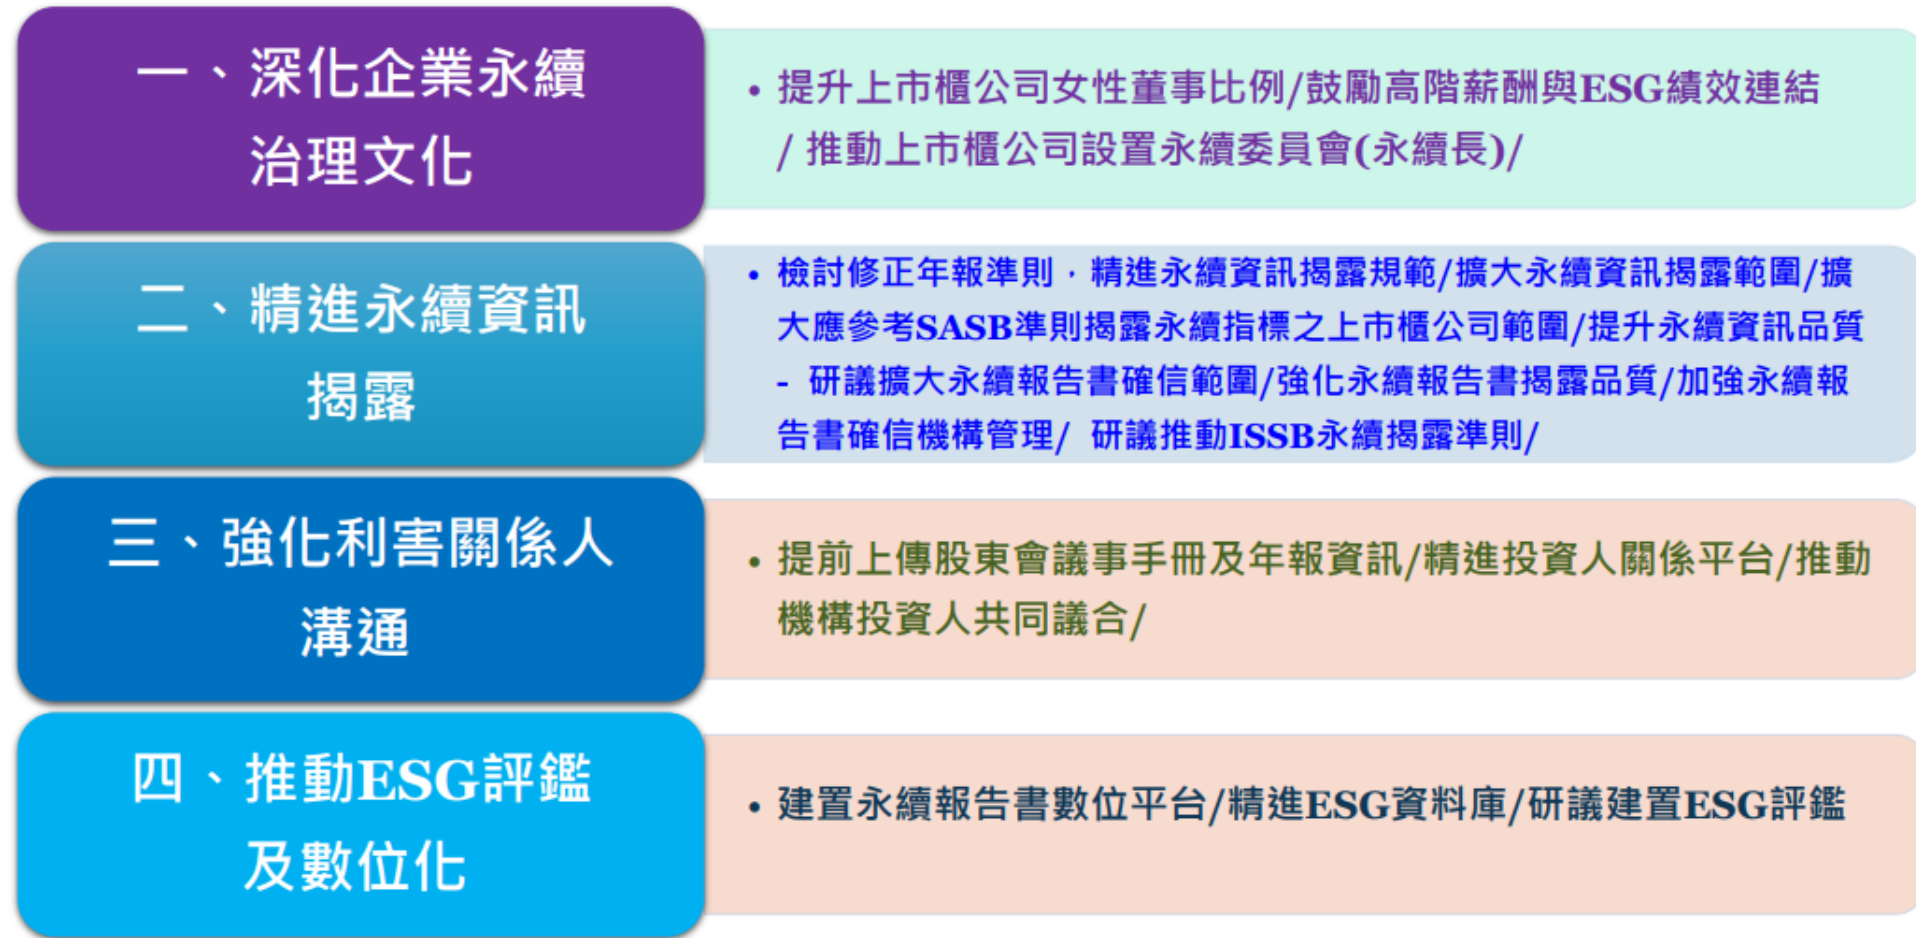 一、深化企業永續
治理文化
• 提升上市櫃公司女性董事比例/鼓勵高階薪酬與ESG績效連結
/ 推動上市櫃公司設置永續委員會(永續長)/
二、精進永續資訊
揭露
• 檢討修正年報準則，精進永續資訊揭露規範/擴大永續資訊揭露範圍/擴
大應參考SASB準則揭露永續指標之上市櫃公司範圍/提升永續資訊品質
- 研議擴大永續報告書確信範圍/強化永續報告書揭露品質/加強永續報
告書確信機構管理/ 研議推動ISSB永續揭露準則/
三、強化利害關係人
溝通
• 提前上傳股東會議事手冊及年報資訊/精進投資人關係平台/推動
機構投資人共同議合/
四、推動ESG評鑑
及數位化
• 建置永續報告書數位平台/精進ESG資料庫/研議建置ESG評鑑